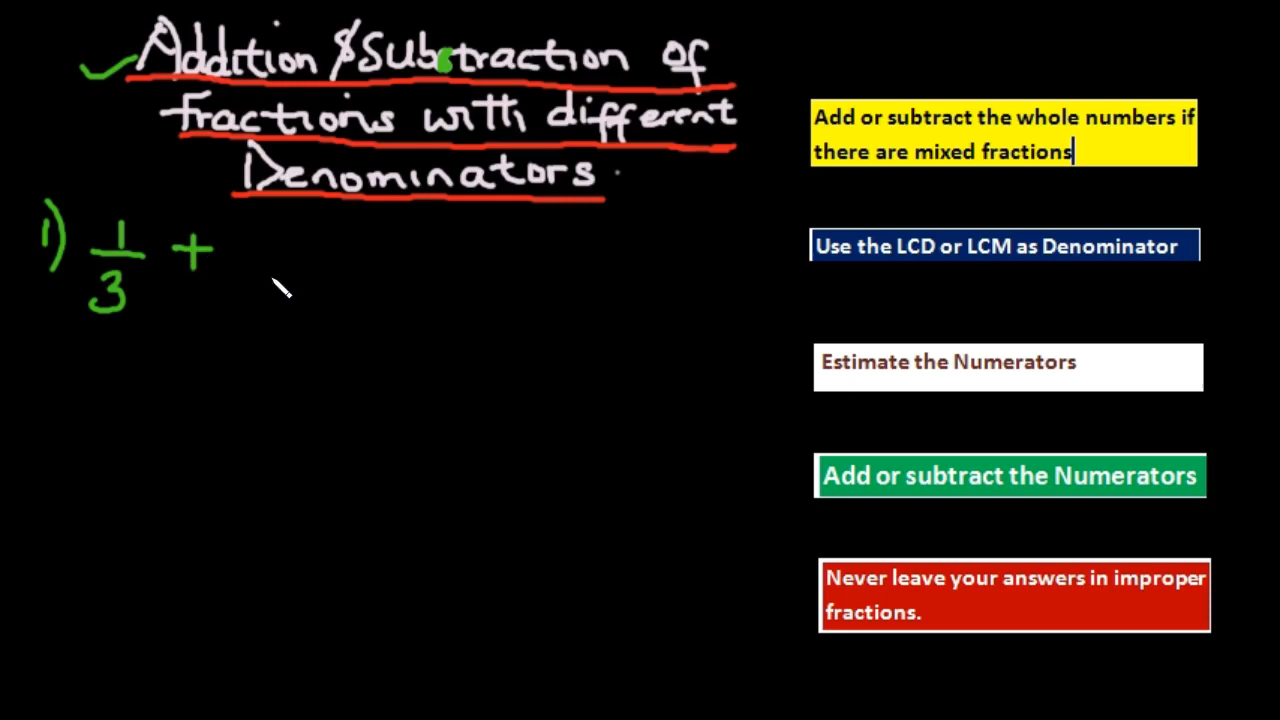 Addition & Subtraction of
fractions with different
Denominators.
1) 1/3 +
Add or subtract the whole numbers if
there are mixed fractions
Use the LCD or LCM as Denominator
Estimate the Numerators
Add or subtract the Numerators
Never leave your answers in improper
fractions.